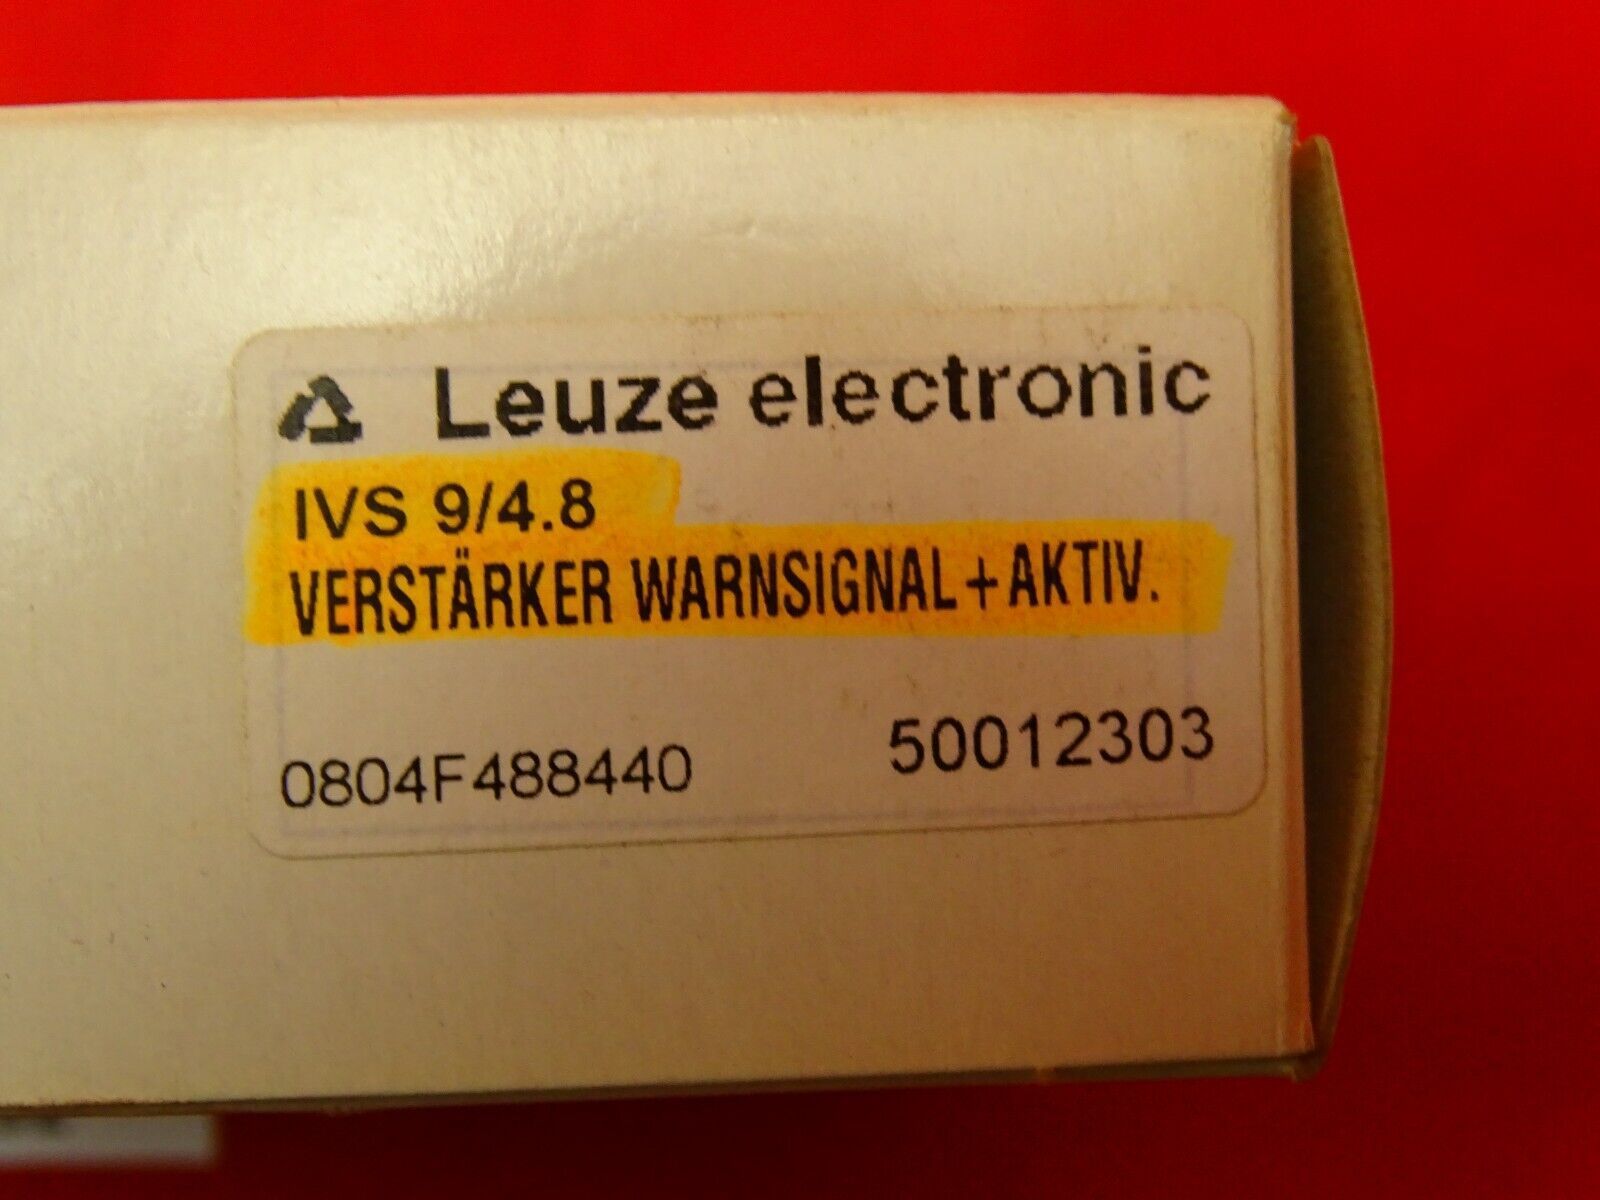 Leuze electronic
IVS 9/4.8
VERSTÄRKER WARNSIGNAL+AKTIV.
0804F488440 50012303